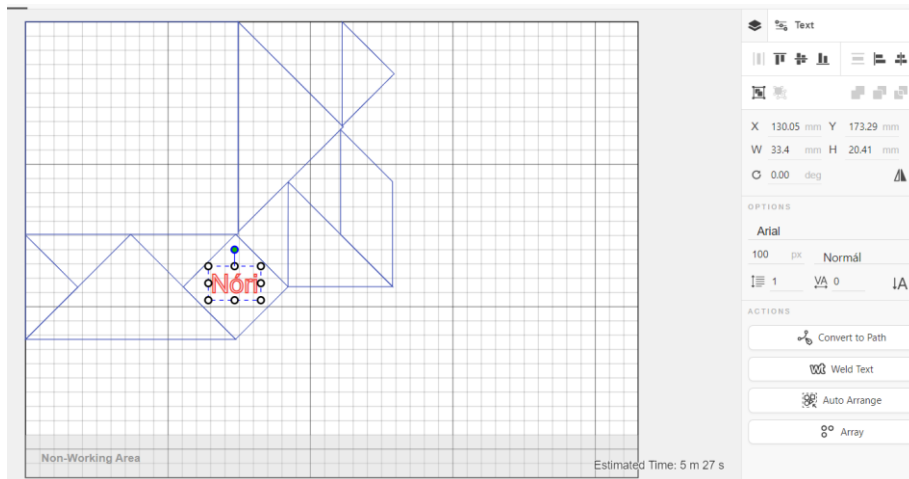 Text
X 130.05 mm Y 173.29 mm
W 33.4 mm H 20.41 mm
0.00 deg
OPTIONS
Arial
100 px Normál
1 VA 0 ↓A
ACTIONS
Convert to Path
Weld Text
Auto Arrange
Array
Nóri
Non-Working Area
Estimated Time: 5 m 27 s